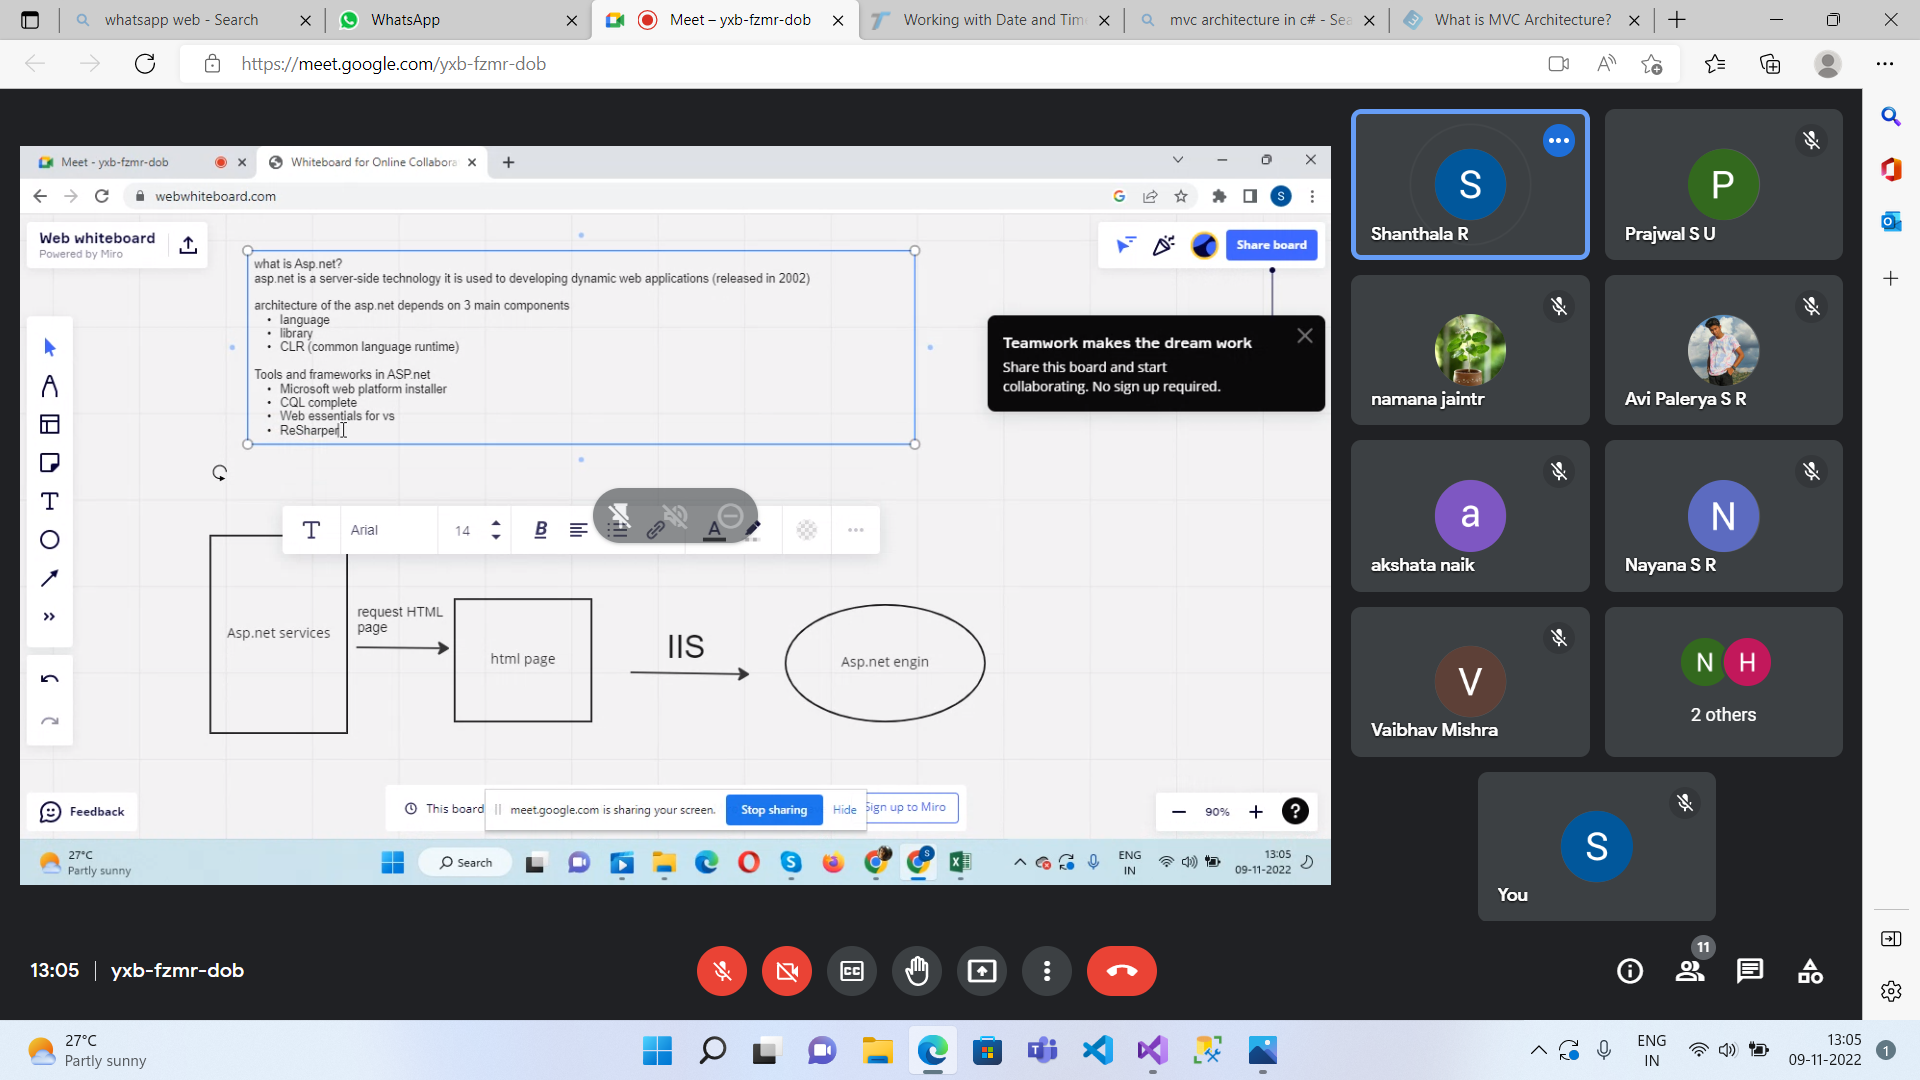 whatsapp web - Search
WhatsApp
Meet – yxb-fzmr-dob
Working with Date and Tim
mvc architecture in c# - Sea
What is MVC Architecture?
https://meet.google.com/yxb-fzmr-dob
Meet - yxb-fzmr-dob
Whiteboard for Online Collabora
webwhiteboard.com
S
Web whiteboard
Powered by Miro
Share board
what is Asp.net?
asp.net is a server-side technology it is used to developing dynamic web applications (released in 2002)
architecture of the asp.net depends on 3 main components
• language
• library
• CLR (common language runtime)
Tools and frameworks in ASP.net
• Microsoft web platform installer
• CQL complete
• Web essentials for vs
• ReSharper
Teamwork makes the dream work
Share this board and start
collaborating. No sign up required.
Arial
14
B
A
Asp.net services
request HTML
page
html page
IIS
Asp.net engin
Feedback
This board
meet.google.com is sharing your screen.
Stop sharing
Hide
Sign up to Miro
90%
?
27°C
Partly sunny
Search
ENG
IN
13:05
09-11-2022
S
Shanthala R
P
Prajwal S U
namana jaintr
Avi Palerya S R
a
akshata naik
N
Nayana S R
V
Vaibhav Mishra
N
H
2 others
S
You
13:05 | yxb-fzmr-dob
CC
11
27°C
Partly sunny
ENG
IN
13:05
09-11-2022
1